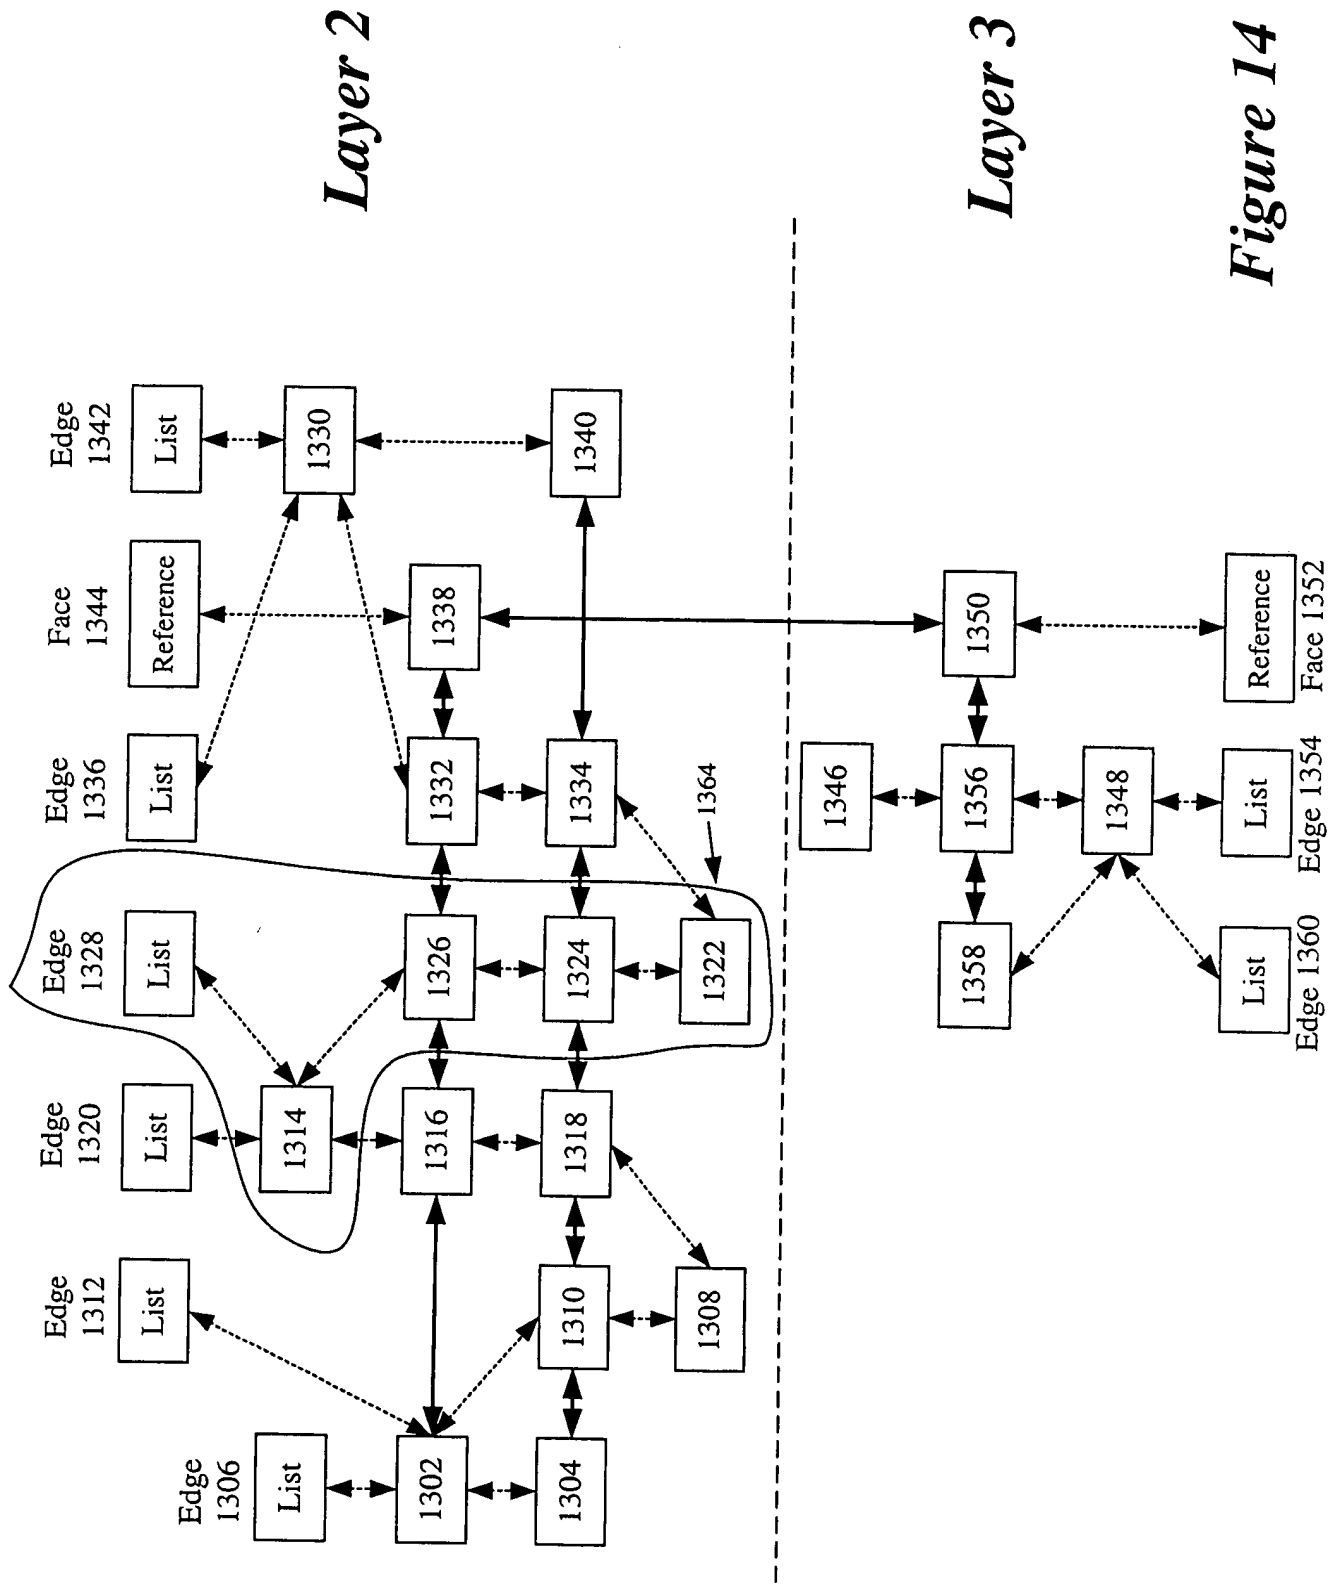 Edge
1312
List
Edge
1320
List
Edge
1328
List
Edge
1336
List
Face
1344
Reference
Edge
1342
List
Edge
1306
List
1314
1330
Layer 2
1302
1316
1326
1332
1338
1304
1310
1318
1324
1334
1340
1308
1322
1364
1346
1358
1356
1350
Layer 3
1348
List
Edge 1360
List
Edge 1354
Reference
Face 1352
Figure 14